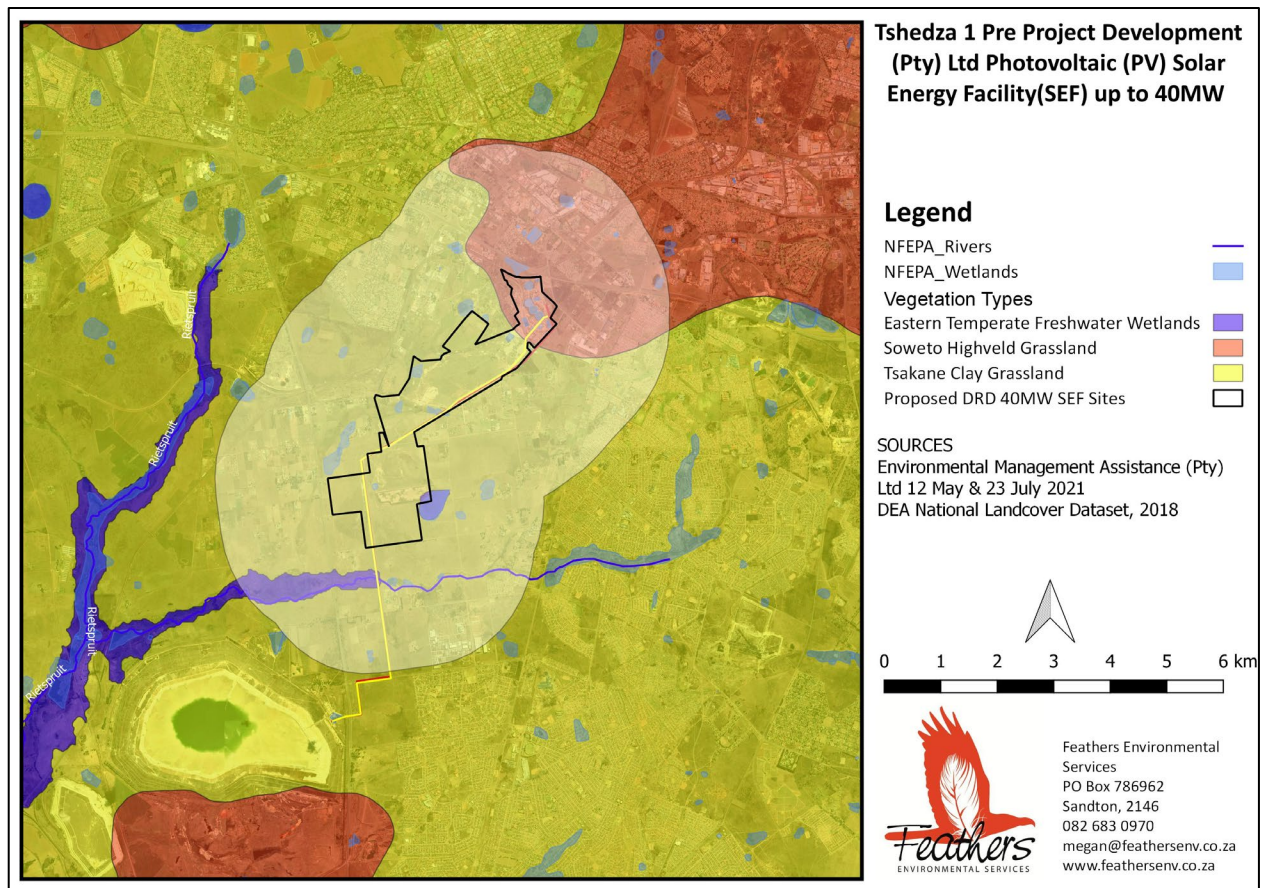 Tshedza 1 Pre Project Development
(Pty) Ltd Photovoltaic (PV) Solar
Energy Facility(SEF) up to 40MW
Legend
NFEPA_Rivers
NFEPA_Wetlands
Vegetation Types
Eastern Temperate Freshwater Wetlands
Soweto Highveld Grassland
Tsakane Clay Grassland
Proposed DRD 40MW SEF Sites
SOURCES
Environmental Management Assistance (Pty)
Ltd 12 May & 23 July 2021
DEA National Landcover Dataset, 2018
0 1 2 3 4 5 6 km
Feathers
ENVIRONMENTAL SERVICES
Feathers Environmental
Services
PO Box 786962
Sandton, 2146
082 683 0970
megan@feathersenv.co.za
www.feathersenv.co.za
Rietspruit
Rietspruit
Rietspruit
Rietspruit